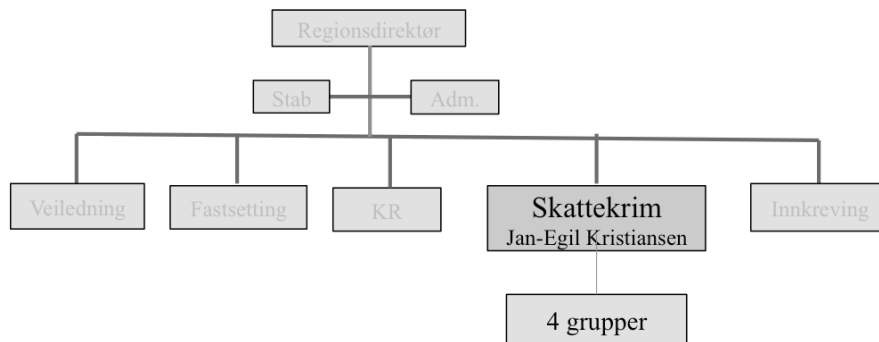 Regionsdirektør
Stab
Adm.
Veiledning
Fastsetting
KR
Skattekrim
Jan-Egil Kristiansen
Innkreving
4 grupper